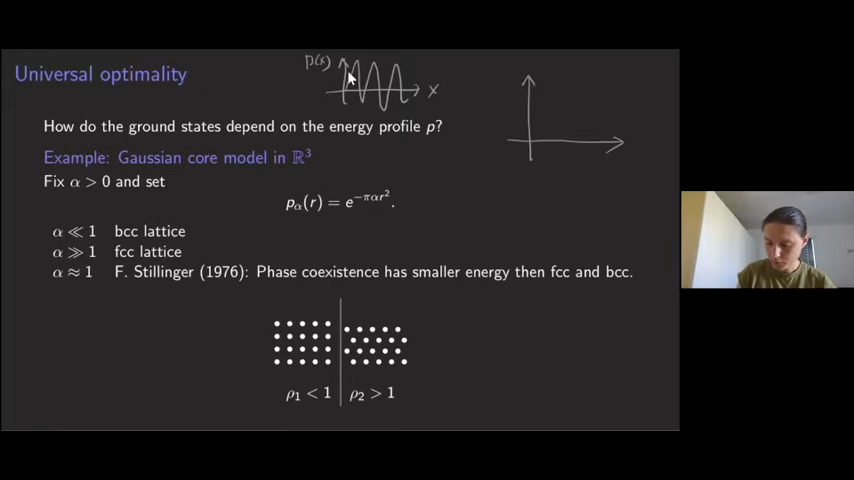 Universal optimality
p(x)
x
How do the ground states depend on the energy profile p?
Example: Gaussian core model in ℝ³
Fix α > 0 and set
pα(r) = e^{−παr²}.
α ≪ 1 bcc lattice
α ≫ 1 fcc lattice
α ≈ 1 F. Stillinger (1976): Phase coexistence has smaller energy then fcc and bcc.
ρ₁ < 1 ρ₂ > 1